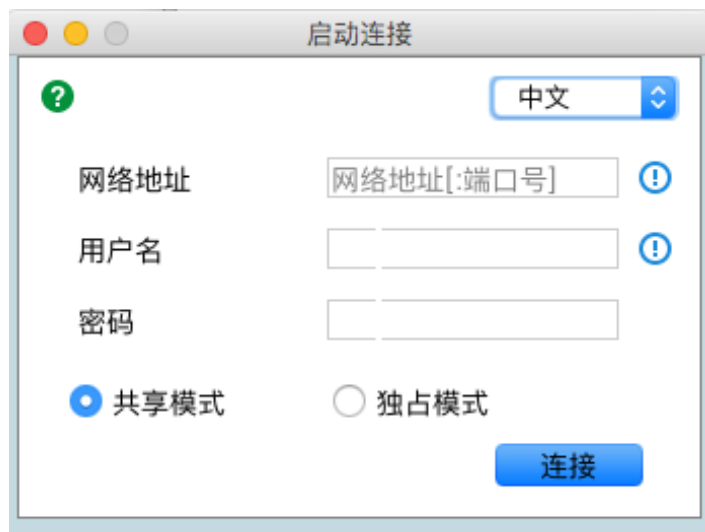 启动连接
中文
网络地址 网络地址[:端口号]
用户名
密码
共享模式 独占模式
连接